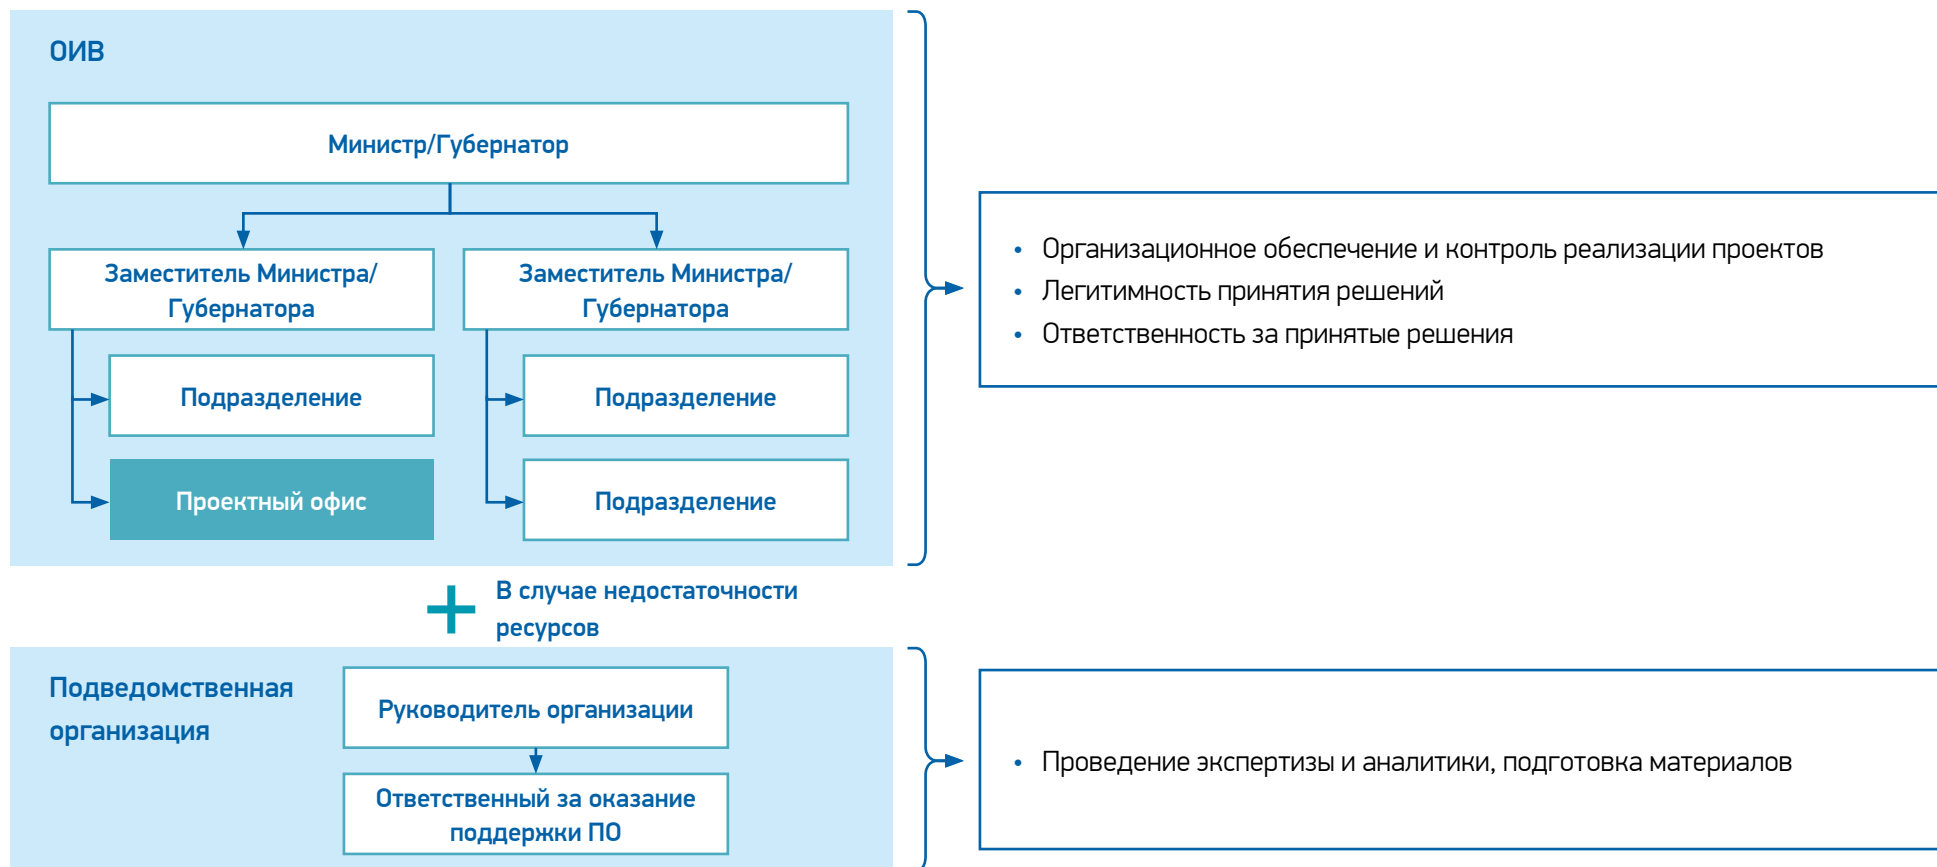 ОИВ
Министр/Губернатор
Заместитель Министра/
Губернатора
Заместитель Министра/
Губернатора
Подразделение
Подразделение
Проектный офис
Подразделение
• Организационное обеспечение и контроль реализации проектов
• Легитимность принятия решений
• Ответственность за принятые решения
В случае недостаточности
ресурсов
Подведомственная
организация
Руководитель организации
Ответственный за оказание
поддержки ПО
• Проведение экспертизы и аналитики, подготовка материалов